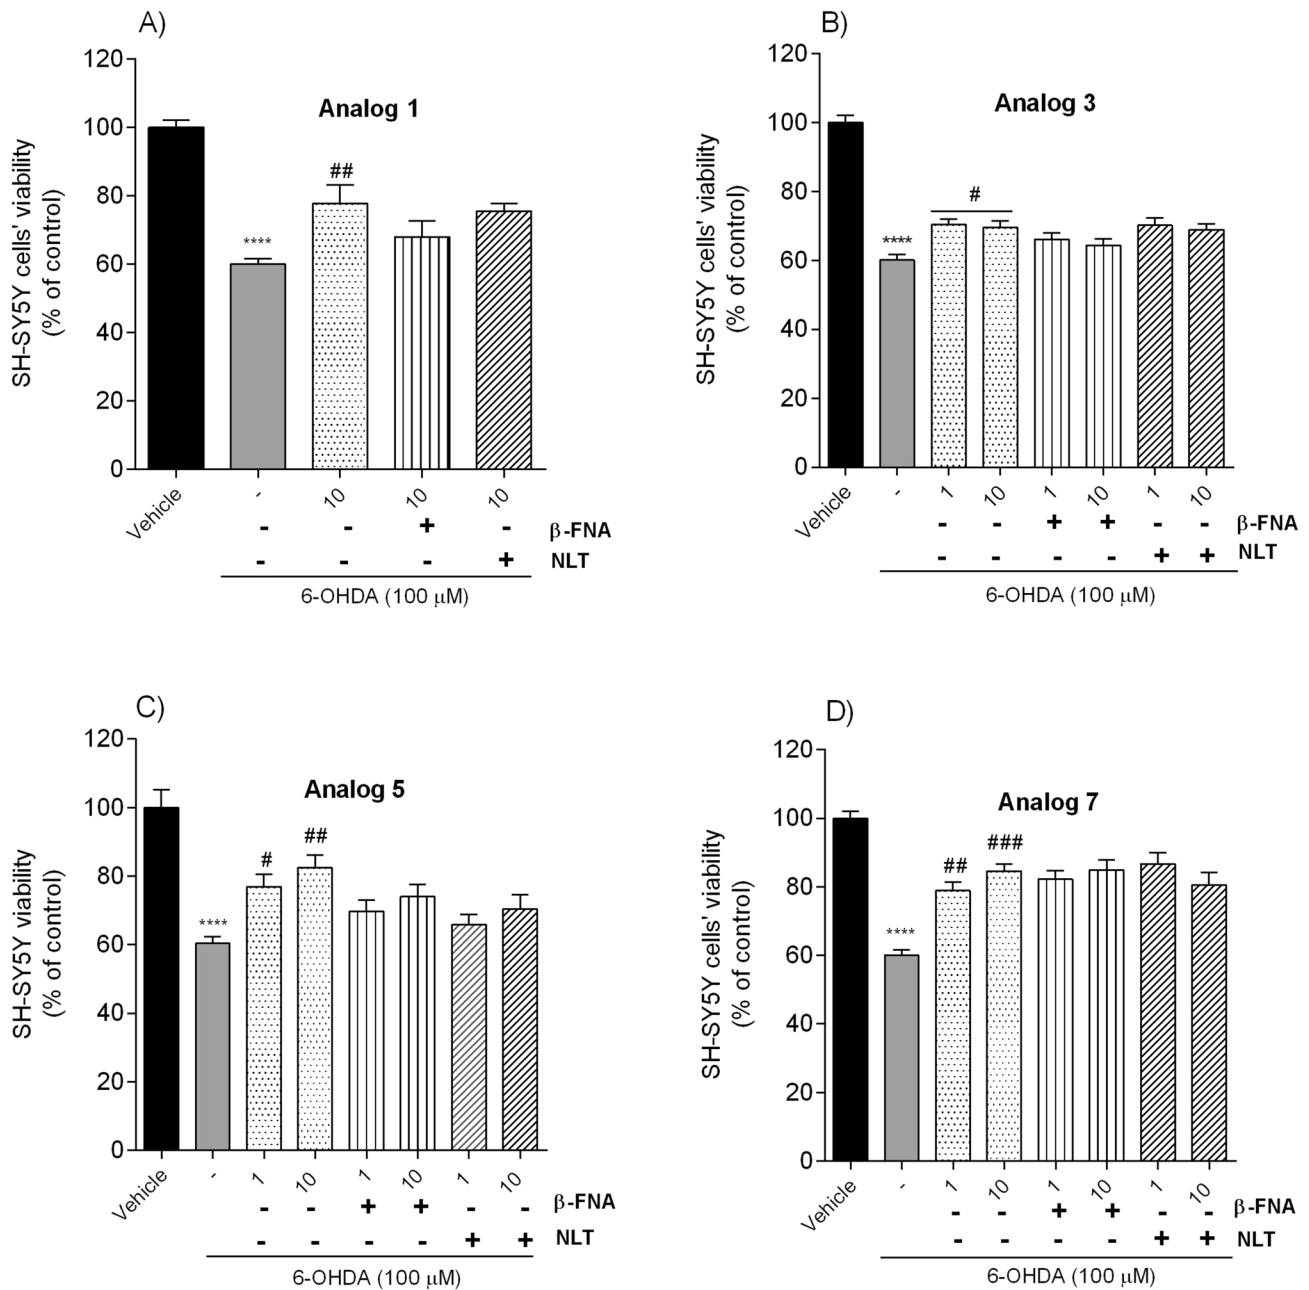 A)
Analog 1
SH-SY5Y cells' viability
(% of control)
120
100
80
60
40
20
0
****
##
Vehicle
-
10
10
10
- - + - β-FNA
- - - + NLT
6-OHDA (100 μM)
B)
Analog 3
SH-SY5Y cells' viability
(% of control)
120
100
80
60
40
20
0
****
#
Vehicle
-
1
10
1
10
1
10
- - + + - - β-FNA
- - - - + + NLT
6-OHDA (100 μM)
C)
Analog 5
SH-SY5Y viability
(% of control)
120
100
80
60
40
20
0
****
#
##
Vehicle
-
1
10
1
10
1
10
- - + + - - β-FNA
- - - - + + NLT
6-OHDA (100 μM)
D)
Analog 7
SH-SY5Y cells' viability
(% of control)
120
100
80
60
40
20
0
****
##
###
Vehicle
-
1
10
1
10
1
10
- - + + - - β-FNA
- - - - + + NLT
6-OHDA (100 μM)